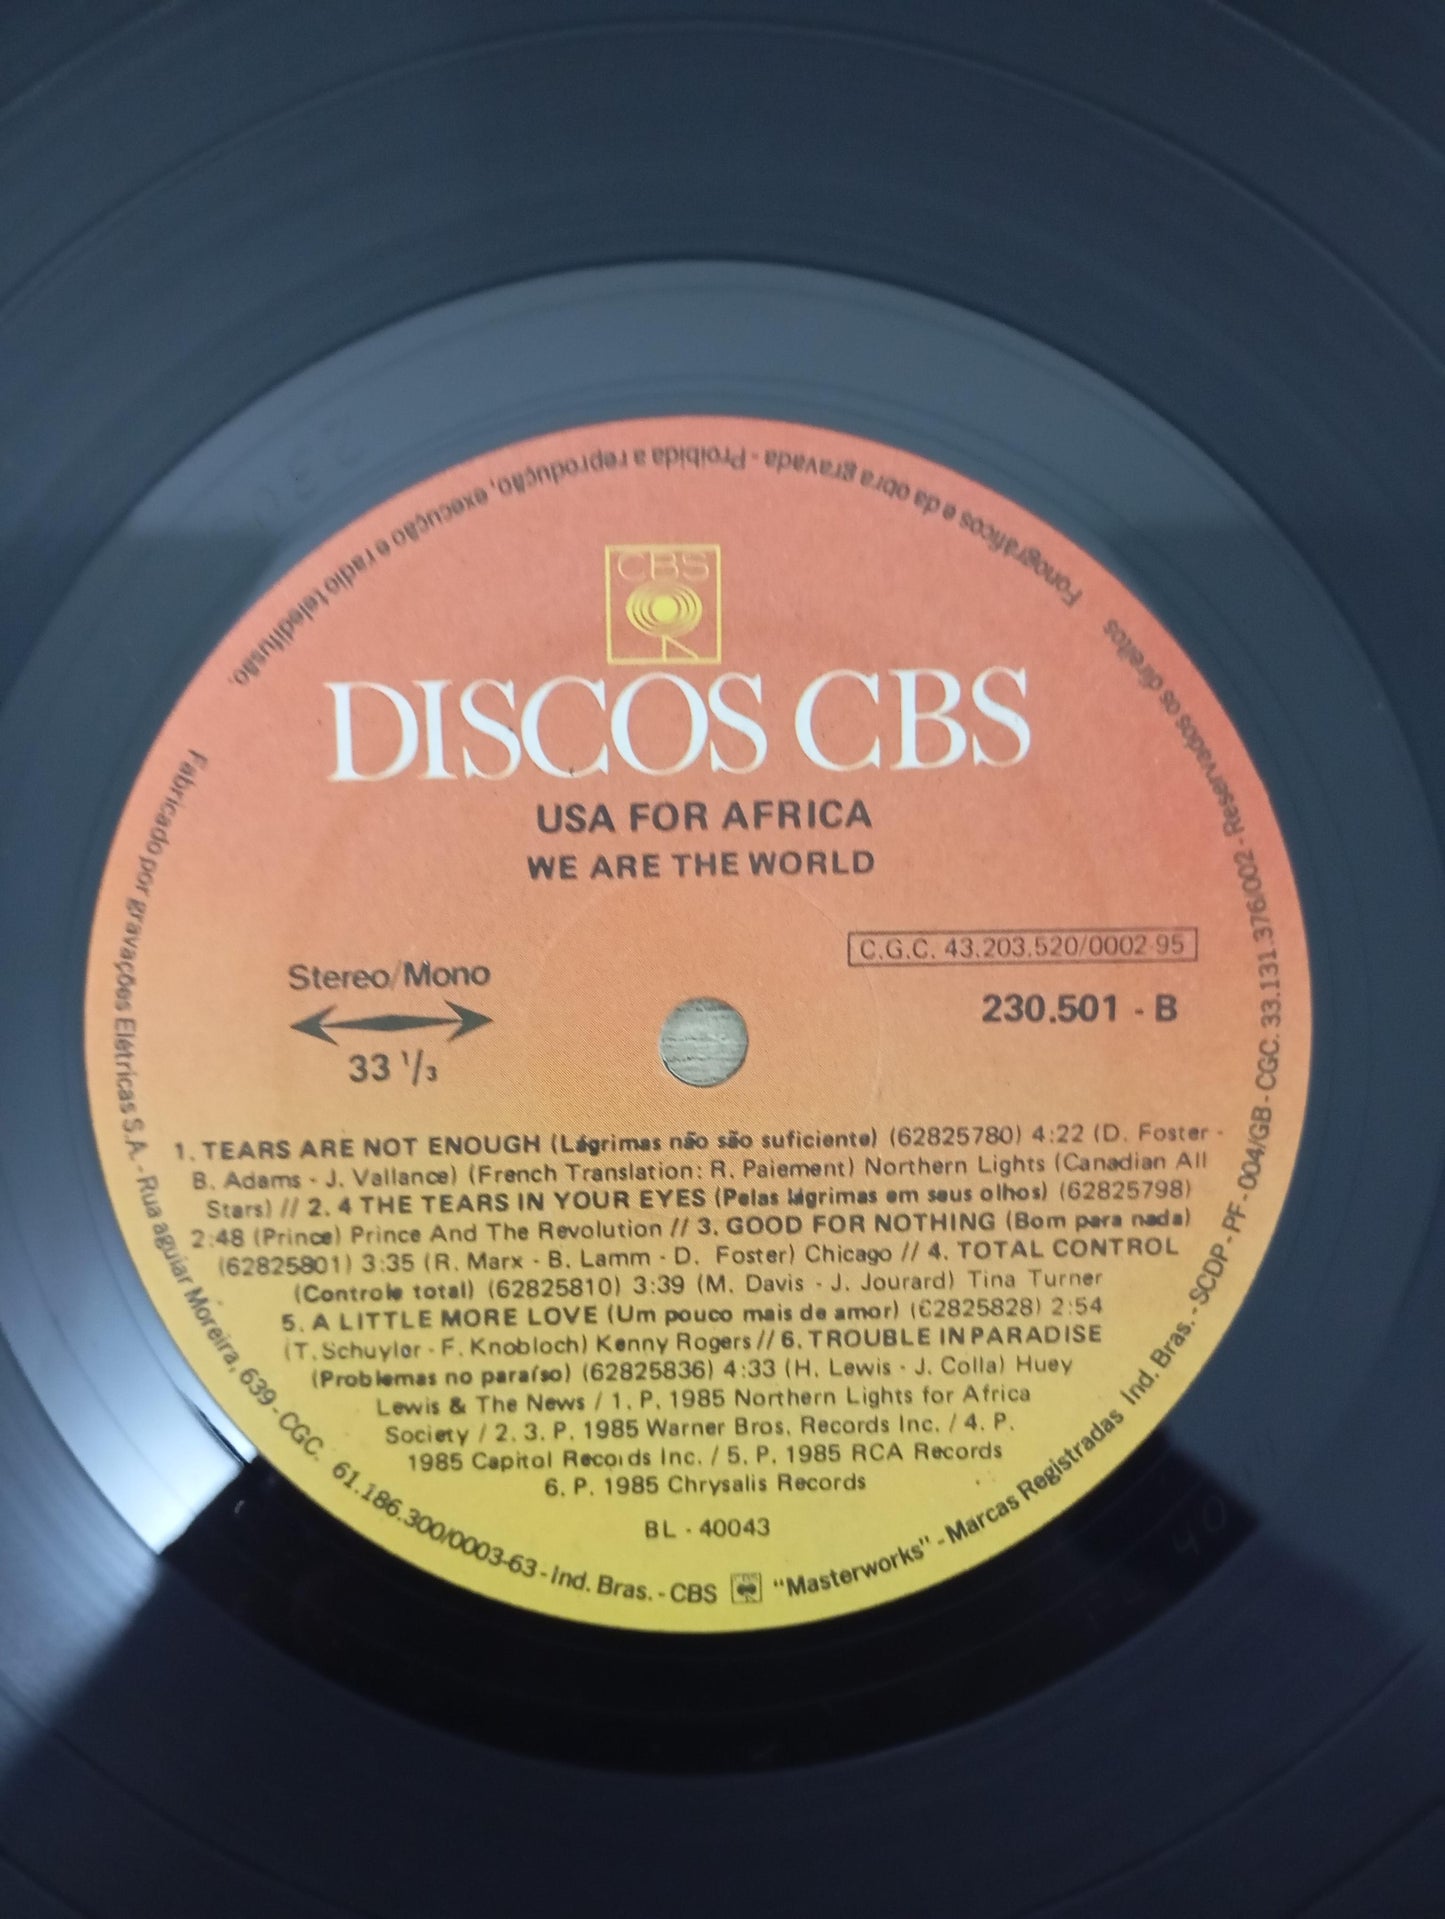 CBS
DISCOS CBS
USA FOR AFRICA
WE ARE THE WORLD
C.G.C. 43.203.520/0002-95
Stereo/Mono
230.501 - B
33 1/3
1. TEARS ARE NOT ENOUGH (Lágrimas não são suficiente) (62825780) 4:22 (D. Foster -
B. Adams - J. Vallance) (French Translation: R. Paiement) Northern Lights (Canadian All
Stars) // 2. 4 THE TEARS IN YOUR EYES (Pelas lágrimas em seus olhos) (62825798)
2:48 (Prince) Prince And The Revolution // 3. GOOD FOR NOTHING (Bom para nada)
(62825801) 3:35 (R. Marx - B. Lamm - D. Foster) Chicago // 4. TOTAL CONTROL
(Controle total) (62825810) 3:39 (M. Davis - J. Jourard) Tina Turner
5. A LITTLE MORE LOVE (Um pouco mais de amor) (62825828) 2:54
(T. Schuyler - F. Knobloch) Kenny Rogers // 6. TROUBLE IN PARADISE
(Problemas no paraíso) (62825836) 4:33 (H. Lewis - J. Colla) Huey
Lewis & The News / 1. P. 1985 Northern Lights for Africa
Society / 2. 3. P. 1985 Warner Bros. Records Inc. / 4. P.
1985 Capitol Records Inc. / 5. P. 1985 RCA Records
6. P. 1985 Chrysalis Records
BL - 40043
Fabricado por gravações Elétricas S.A. - Rua aguiar Moreira, 639 - CGC. 61.186.300/0003-63 - Ind. Bras. - CBS "Masterworks" - Marcas Registradas Ind. Bras. - SCDP - PF - 004/GB - CGC. 33.131.376/002 - Reservados os direitos Fonográficos e da obra gravada - Proibida a reprodução, execução e radio teledifusão.